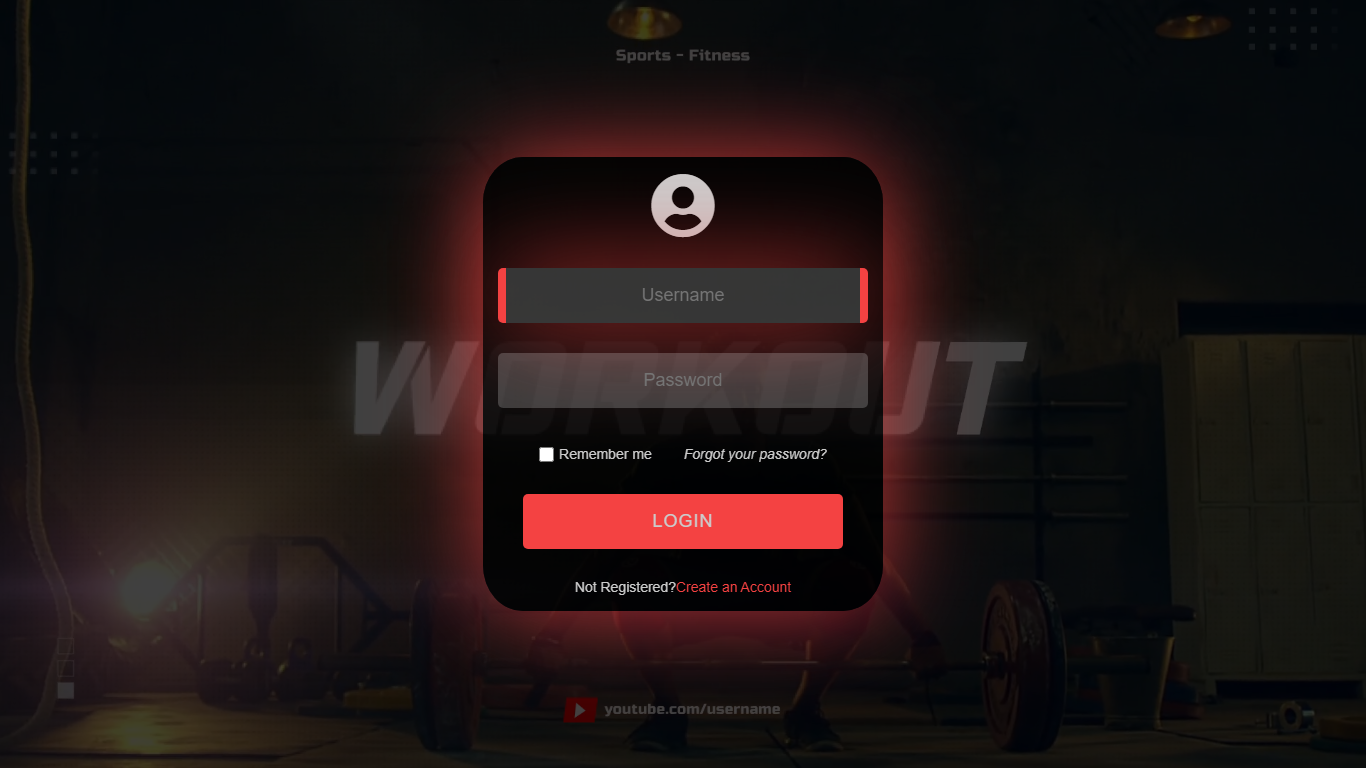 Sports - Fitness
Username
WORKOUT
Password
Remember me Forgot your password?
LOGIN
Not Registered?Create an Account
youtube.com/username